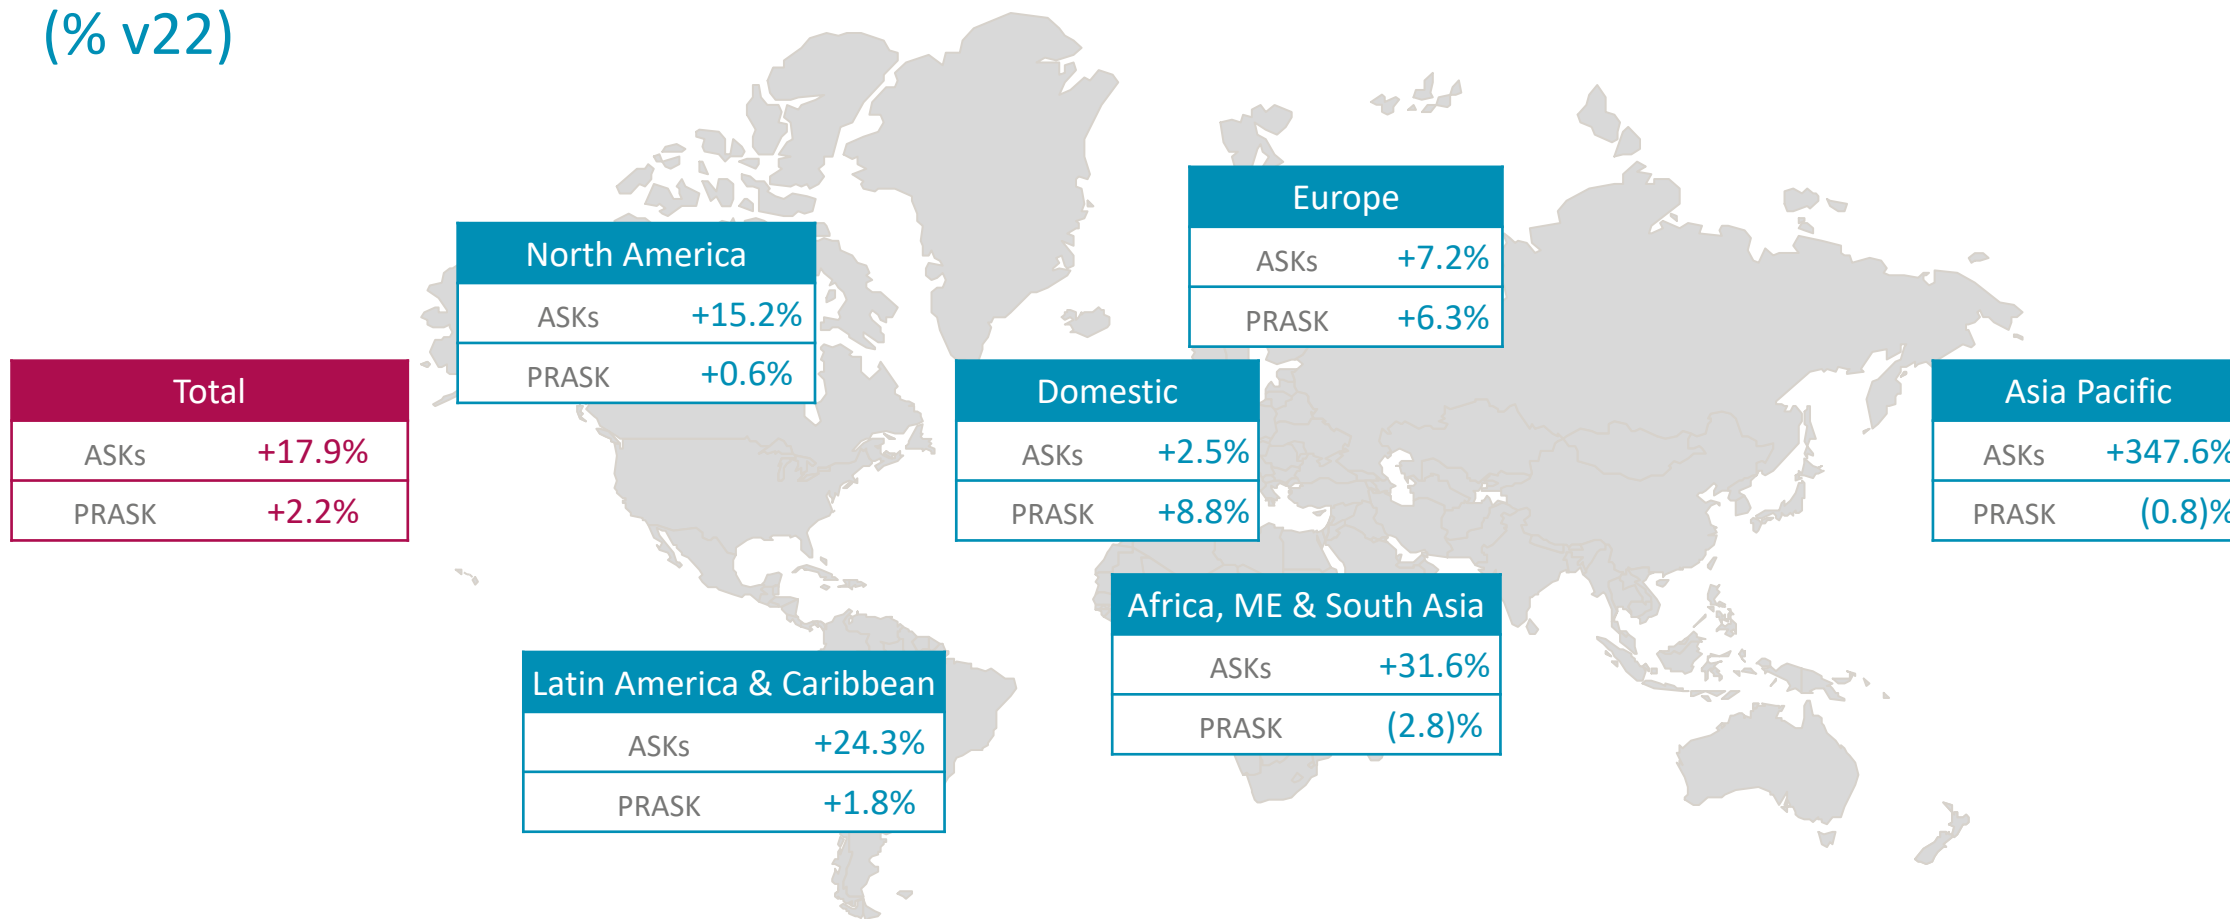 (% v22)
North America
ASKs +15.2%
PRASK +0.6%
Europe
ASKs +7.2%
PRASK +6.3%
Total
ASKs +17.9%
PRASK +2.2%
Domestic
ASKs +2.5%
PRASK +8.8%
Asia Pacific
ASKs +347.6%
PRASK (0.8)%
Africa, ME & South Asia
ASKs +31.6%
PRASK (2.8)%
Latin America & Caribbean
ASKs +24.3%
PRASK +1.8%